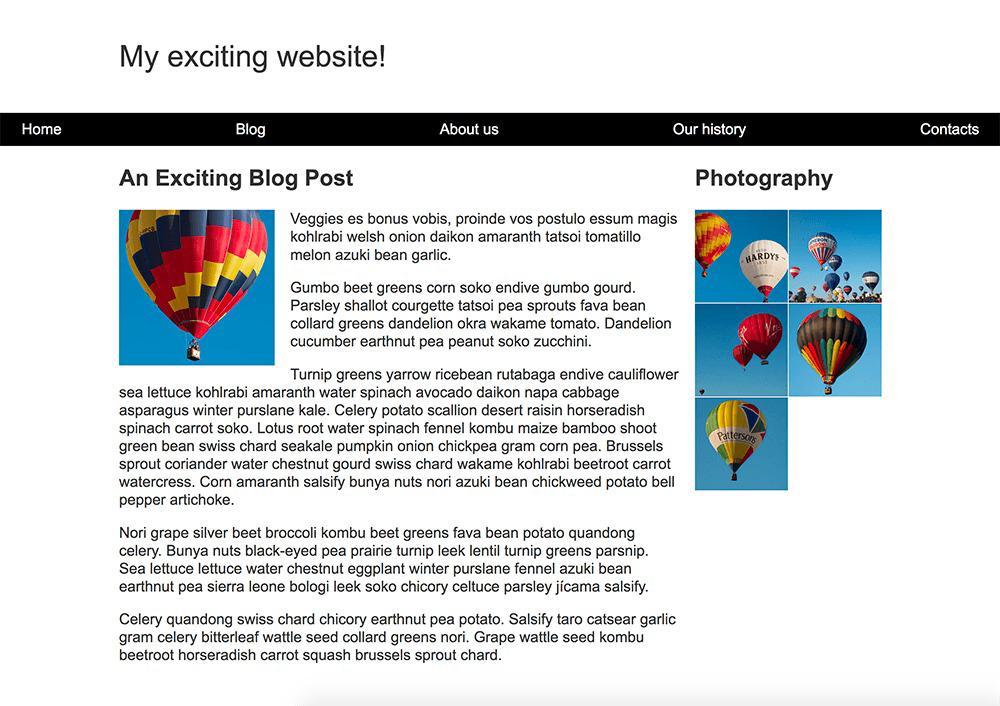 My exciting website!
Home Blog About us Our history Contacts
An Exciting Blog Post
Veggies es bonus vobis, proinde vos postulo essum magis
kohlrabi welsh onion daikon amaranth tatsoi tomatillo
melon azuki bean garlic.
Gumbo beet greens corn soko endive gumbo gourd.
Parsley shallot courgette tatsoi pea sprouts fava bean
collard greens dandelion okra wakame tomato. Dandelion
cucumber earthnut pea peanut soko zucchini.
Turnip greens yarrow ricebean rutabaga endive cauliflower
sea lettuce kohlrabi amaranth water spinach avocado daikon napa cabbage
asparagus winter purslane kale. Celery potato scallion desert raisin horseradish
spinach carrot soko. Lotus root water spinach fennel kombu maize bamboo shoot
green bean swiss chard seakale pumpkin onion chickpea gram corn pea. Brussels
sprout coriander water chestnut gourd swiss chard wakame kohlrabi beetroot carrot
watercress. Corn amaranth salsify bunya nuts nori azuki bean chickweed potato bell
pepper artichoke.
Nori grape silver beet broccoli kombu beet greens fava bean potato quandong
celery. Bunya nuts black-eyed pea prairie turnip leek lentil turnip greens parsnip.
Sea lettuce lettuce water chestnut eggplant winter purslane fennel azuki bean
earthnut pea sierra leone bologi leek soko chicory celtuce parsley jícama salsify.
Celery quandong swiss chard chicory earthnut pea potato. Salsify taro catsear garlic
gram celery bitterleaf wattle seed collard greens nori. Grape wattle seed kombu
beetroot horseradish carrot squash brussels sprout chard.
Photography
HARDYS
Pattersons